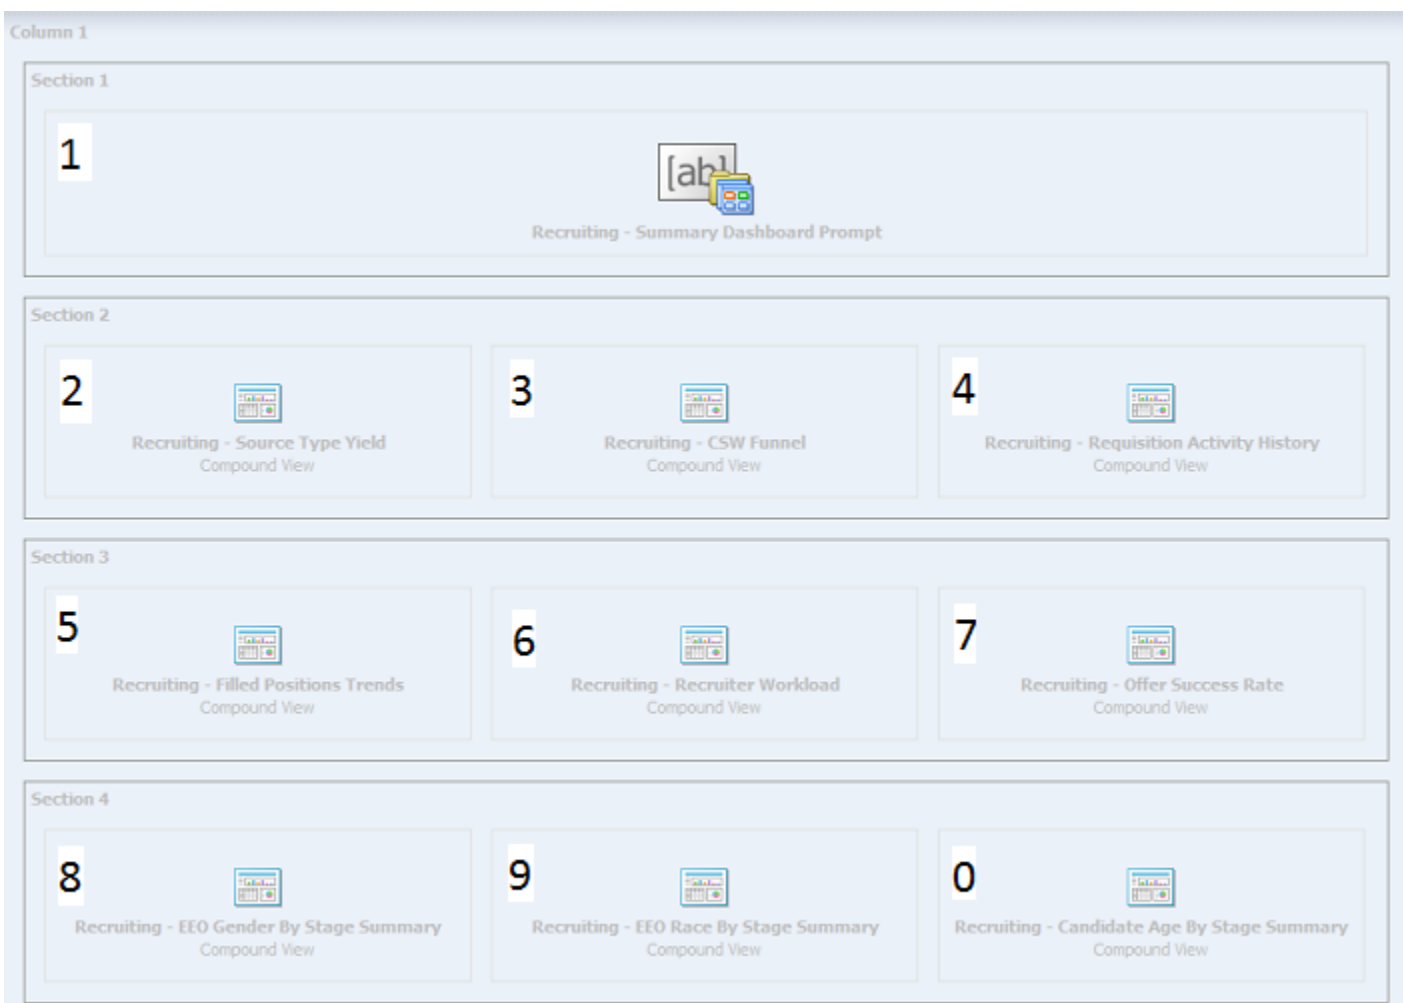 Column 1
Section 1
1
[ab]
Recruiting - Summary Dashboard Prompt
Section 2
2
Recruiting - Source Type Yield
Compound View
3
Recruiting - CSW Funnel
Compound View
4
Recruiting - Requisition Activity History
Compound View
Section 3
5
Recruiting - Filled Positions Trends
Compound View
6
Recruiting - Recruiter Workload
Compound View
7
Recruiting - Offer Success Rate
Compound View
Section 4
8
Recruiting - EEO Gender By Stage Summary
Compound View
9
Recruiting - EEO Race By Stage Summary
Compound View
0
Recruiting - Candidate Age By Stage Summary
Compound View